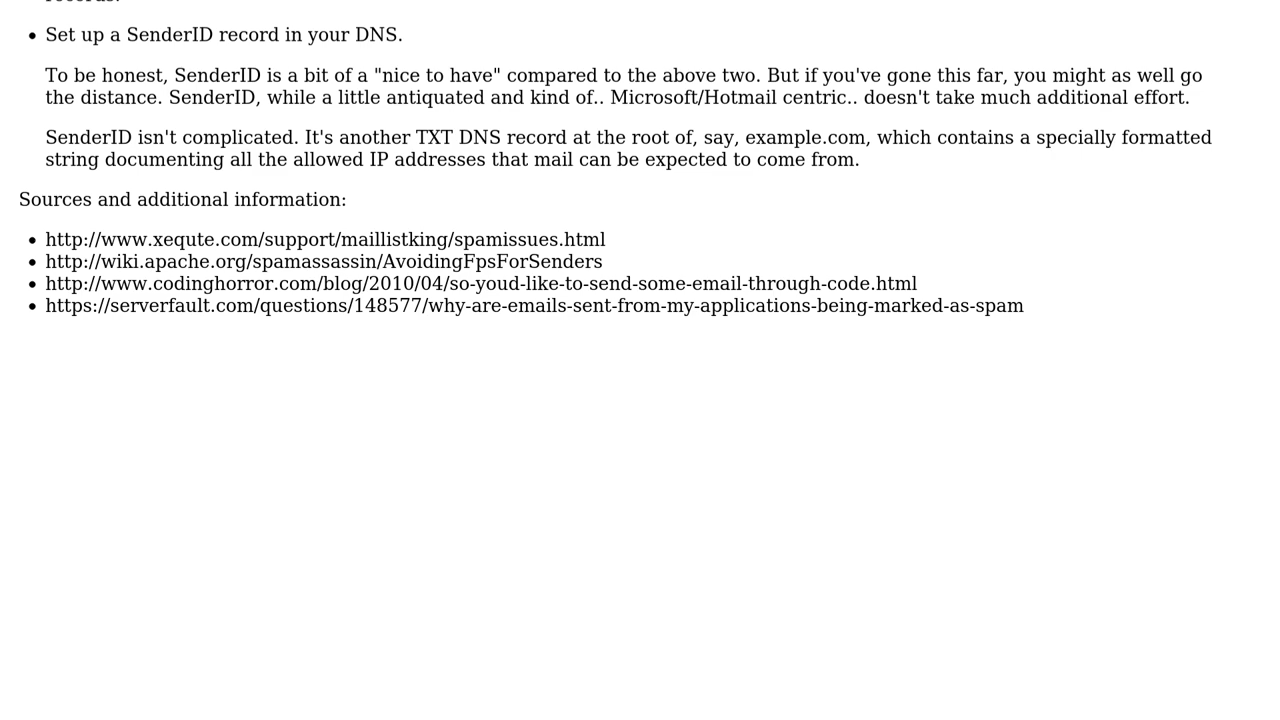 records.
Set up a SenderID record in your DNS.
To be honest, SenderID is a bit of a "nice to have" compared to the above two. But if you've gone this far, you might as well go
the distance. SenderID, while a little antiquated and kind of.. Microsoft/Hotmail centric.. doesn't take much additional effort.
SenderID isn't complicated. It's another TXT DNS record at the root of, say, example.com, which contains a specially formatted
string documenting all the allowed IP addresses that mail can be expected to come from.
Sources and additional information:
http://www.xequte.com/support/maillistking/spamissues.html
http://wiki.apache.org/spamassassin/AvoidingFpsForSenders
http://www.codinghorror.com/blog/2010/04/so-youd-like-to-send-some-email-through-code.html
https://serverfault.com/questions/148577/why-are-emails-sent-from-my-applications-being-marked-as-spam